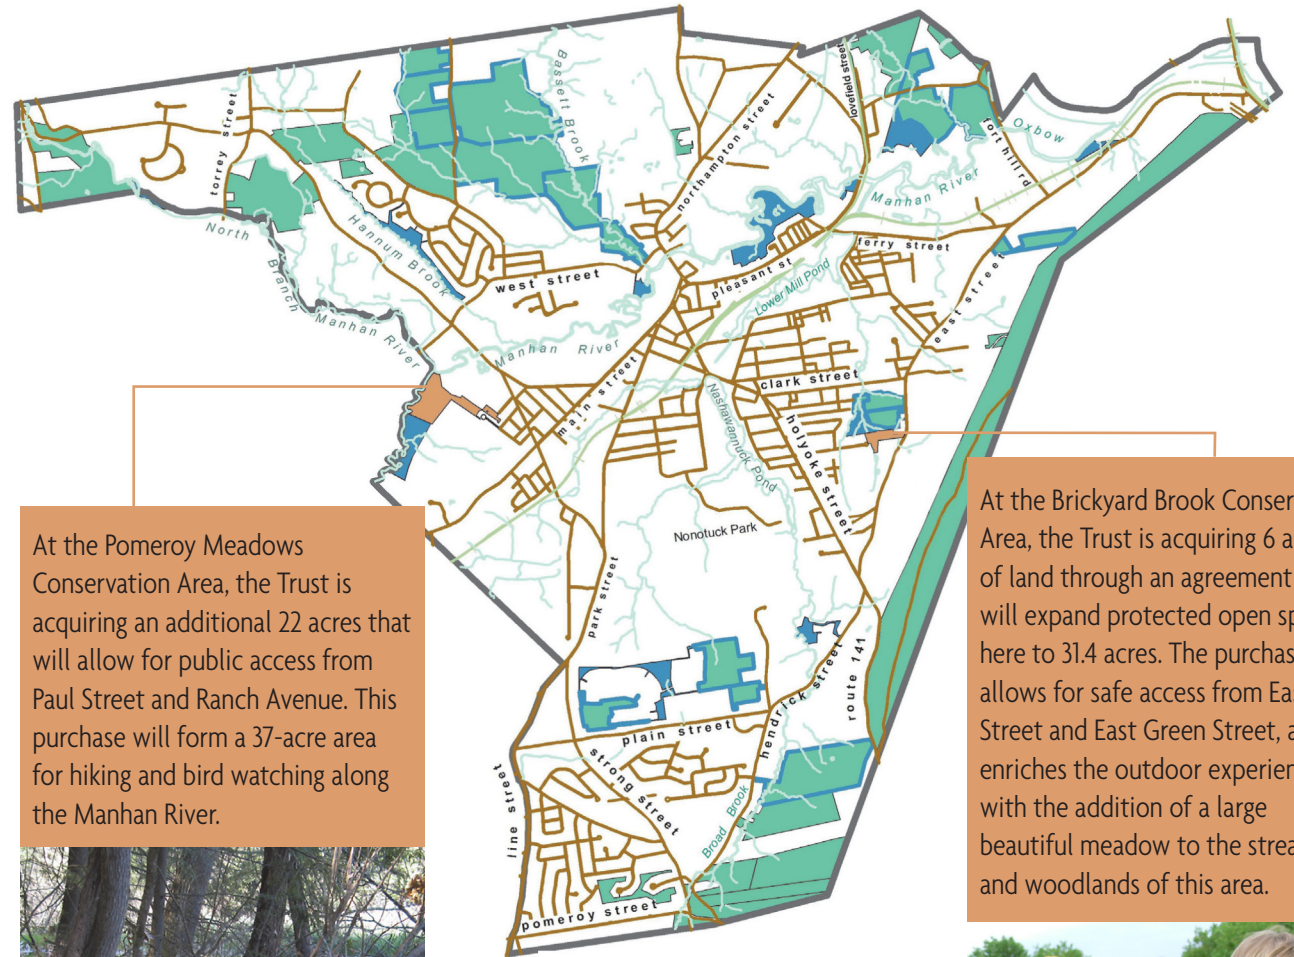 Bassett Brook
lovefield street
northampton street
torrey street
Oxbow
fort hill rd
Manhan River
North Branch Manhan River
Hannum Brook
ferry street
west street
pleasant st
Lower Mill Pond
east street
Manhan River
main street
clark street
Nashawannuck Pond
holyoke street
Nonotuck Park
park street
route 141
hendrick street
plain street
strong street
line street
Broad Brook
pomeroy street
At the Pomeroy Meadows
Conservation Area, the Trust is
acquiring an additional 22 acres that
will allow for public access from
Paul Street and Ranch Avenue. This
purchase will form a 37-acre area
for hiking and bird watching along
the Manhan River.
At the Brickyard Brook Conser
Area, the Trust is acquiring 6 a
of land through an agreement
will expand protected open sp
here to 31.4 acres. The purchas
allows for safe access from Ea
Street and East Green Street, a
enriches the outdoor experien
with the addition of a large
beautiful meadow to the strea
and woodlands of this area.